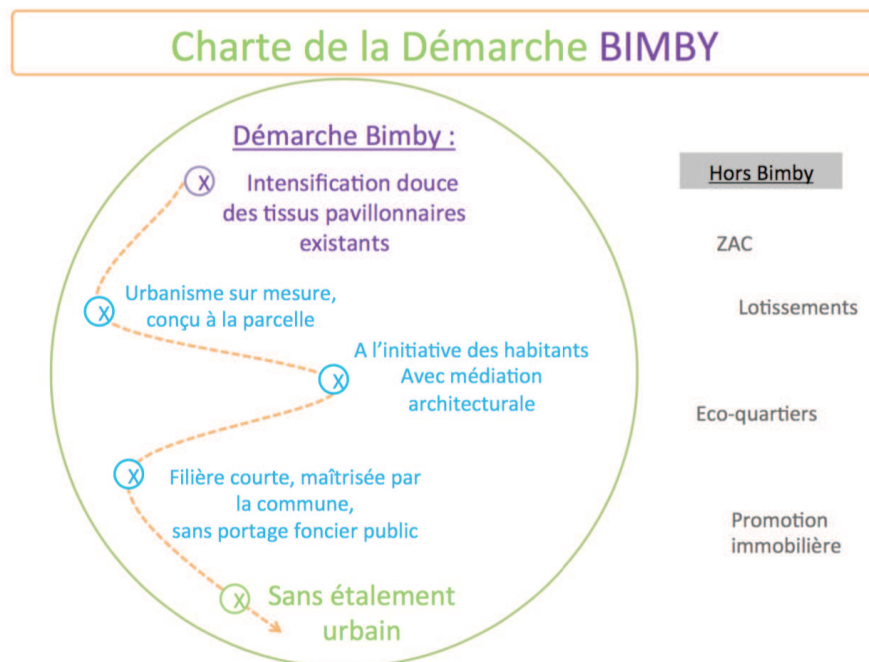 Charte de la Démarche BIMBY
Démarche Bimby :
X
Intensification douce
des tissus pavillonnaires
existants
X
Urbanisme sur mesure,
conçu à la parcelle
X
A l'initiative des habitants
Avec médiation
architecturale
X
Filière courte, maîtrisée par
la commune,
sans portage foncier public
X
Sans étalement
urbain
Hors Bimby
ZAC
Lotissements
Eco-quartiers
Promotion
immobilière